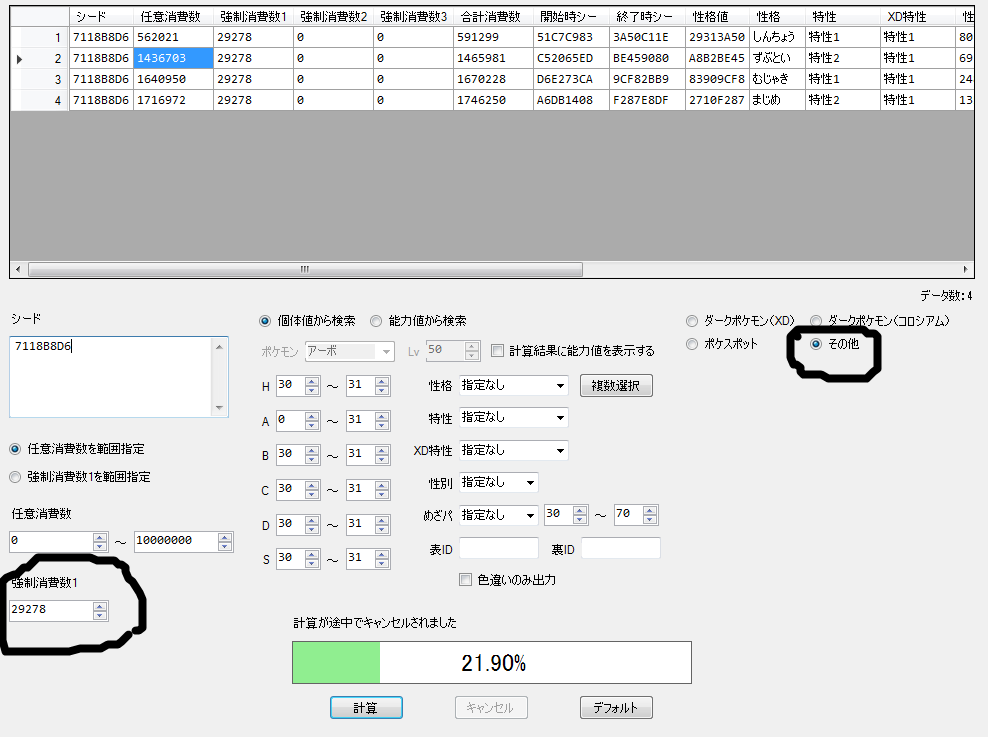 シード 任意消費数 強制消費数1 強制消費数2 強制消費数3 合計消費数 開始時シー 終了時シー 性格値 性格 特性 XD特性 性
1 7118B8D6 562021 29278 0 0 591299 51C7C983 3A50C11E 29313A50 しんちょう 特性1 特性1 80
2 7118B8D6 1436703 29278 0 0 1465981 C52065ED BE459080 A8B2BE45 ずぶとい 特性2 特性1 69
3 7118B8D6 1640950 29278 0 0 1670228 D6E273CA 9CF82BB9 83909CF8 むじゃき 特性1 特性1 24
4 7118B8D6 1716972 29278 0 0 1746250 A6DB1408 F287E8DF 2710F287 まじめ 特性2 特性1 13
データ数:4
シード
7118B8D6
任意消費数を範囲指定
強制消費数1を範囲指定
任意消費数
0 ～ 10000000
強制消費数1
29278
個体値から検索 能力値から検索
ポケモン アーボ Lv 50 計算結果に能力値を表示する
H 30 ～ 31
A 0 ～ 31
B 30 ～ 31
C 30 ～ 31
D 30 ～ 31
S 30 ～ 31
性格 指定なし 複数選択
特性 指定なし
XD特性 指定なし
性別 指定なし
めざパ 指定なし 30 ～ 70
表ID 裏ID
色違いのみ出力
ダークポケモン(XD) ダークポケモン(コロシアム)
ポケスポット その他
計算が途中でキャンセルされました
21.90%
計算 キャンセル デフォルト